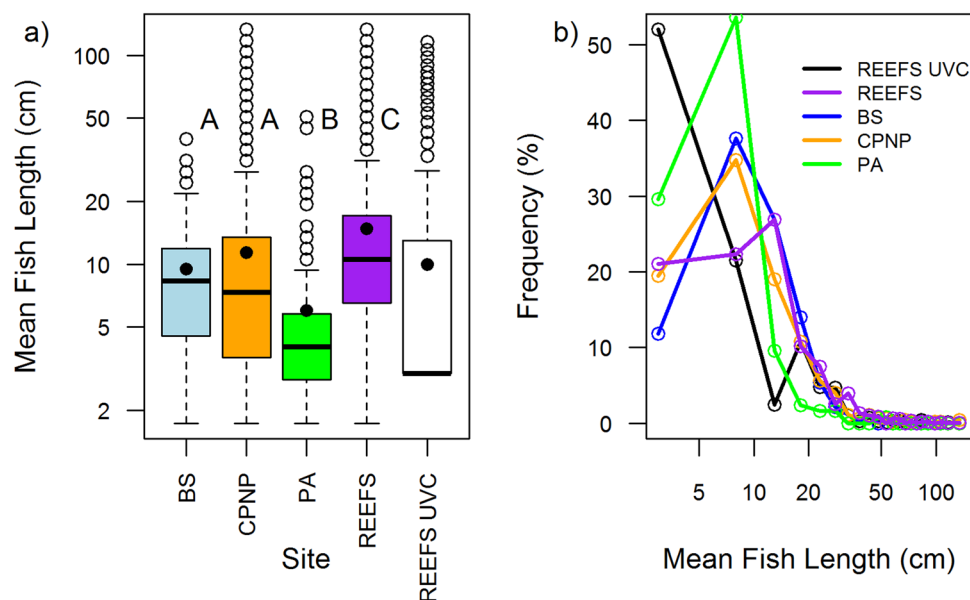 a)
Mean Fish Length (cm)
100
50
20
10
5
2
A A B C
BS
CPNP
PA
REEFS
REEFS UVC
Site
b)
Frequency (%)
50
40
30
20
10
0
REEFS UVC
REEFS
BS
CPNP
PA
5 10 20 50 100
Mean Fish Length (cm)